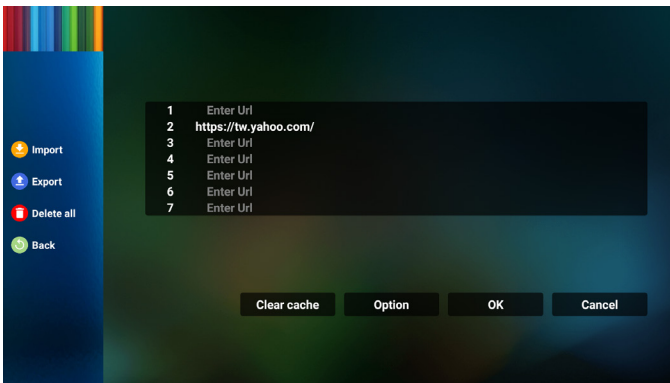 Import
Export
Delete all
Back
1 Enter Url
2 https://tw.yahoo.com/
3 Enter Url
4 Enter Url
5 Enter Url
6 Enter Url
7 Enter Url
Clear cache Option OK Cancel